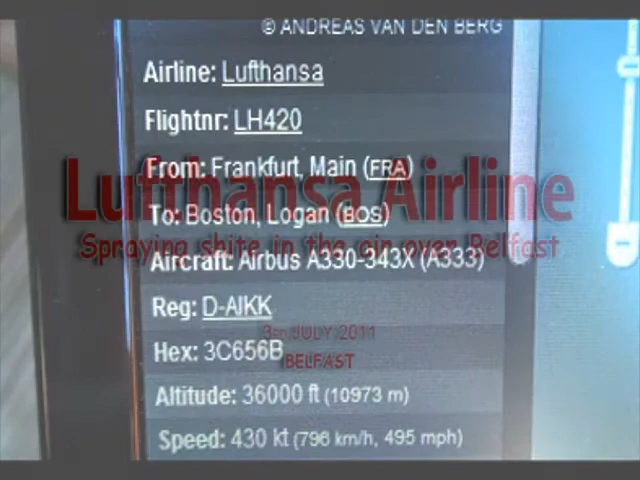 © ANDREAS VAN DEN BERG
Airline: Lufthansa
Flightnr: LH420
From: Frankfurt, Main (FRA)
Lufthansa Airline
To: Boston, Logan (BOS)
Spraying shite in the air over Belfast
Aircraft: Airbus A330-343X (A333)
Reg: D-AIKK
3RD JULY 2011
Hex: 3C656B
BELFAST
Altitude: 36000 ft (10973 m)
Speed: 430 kt (796 km/h, 495 mph)